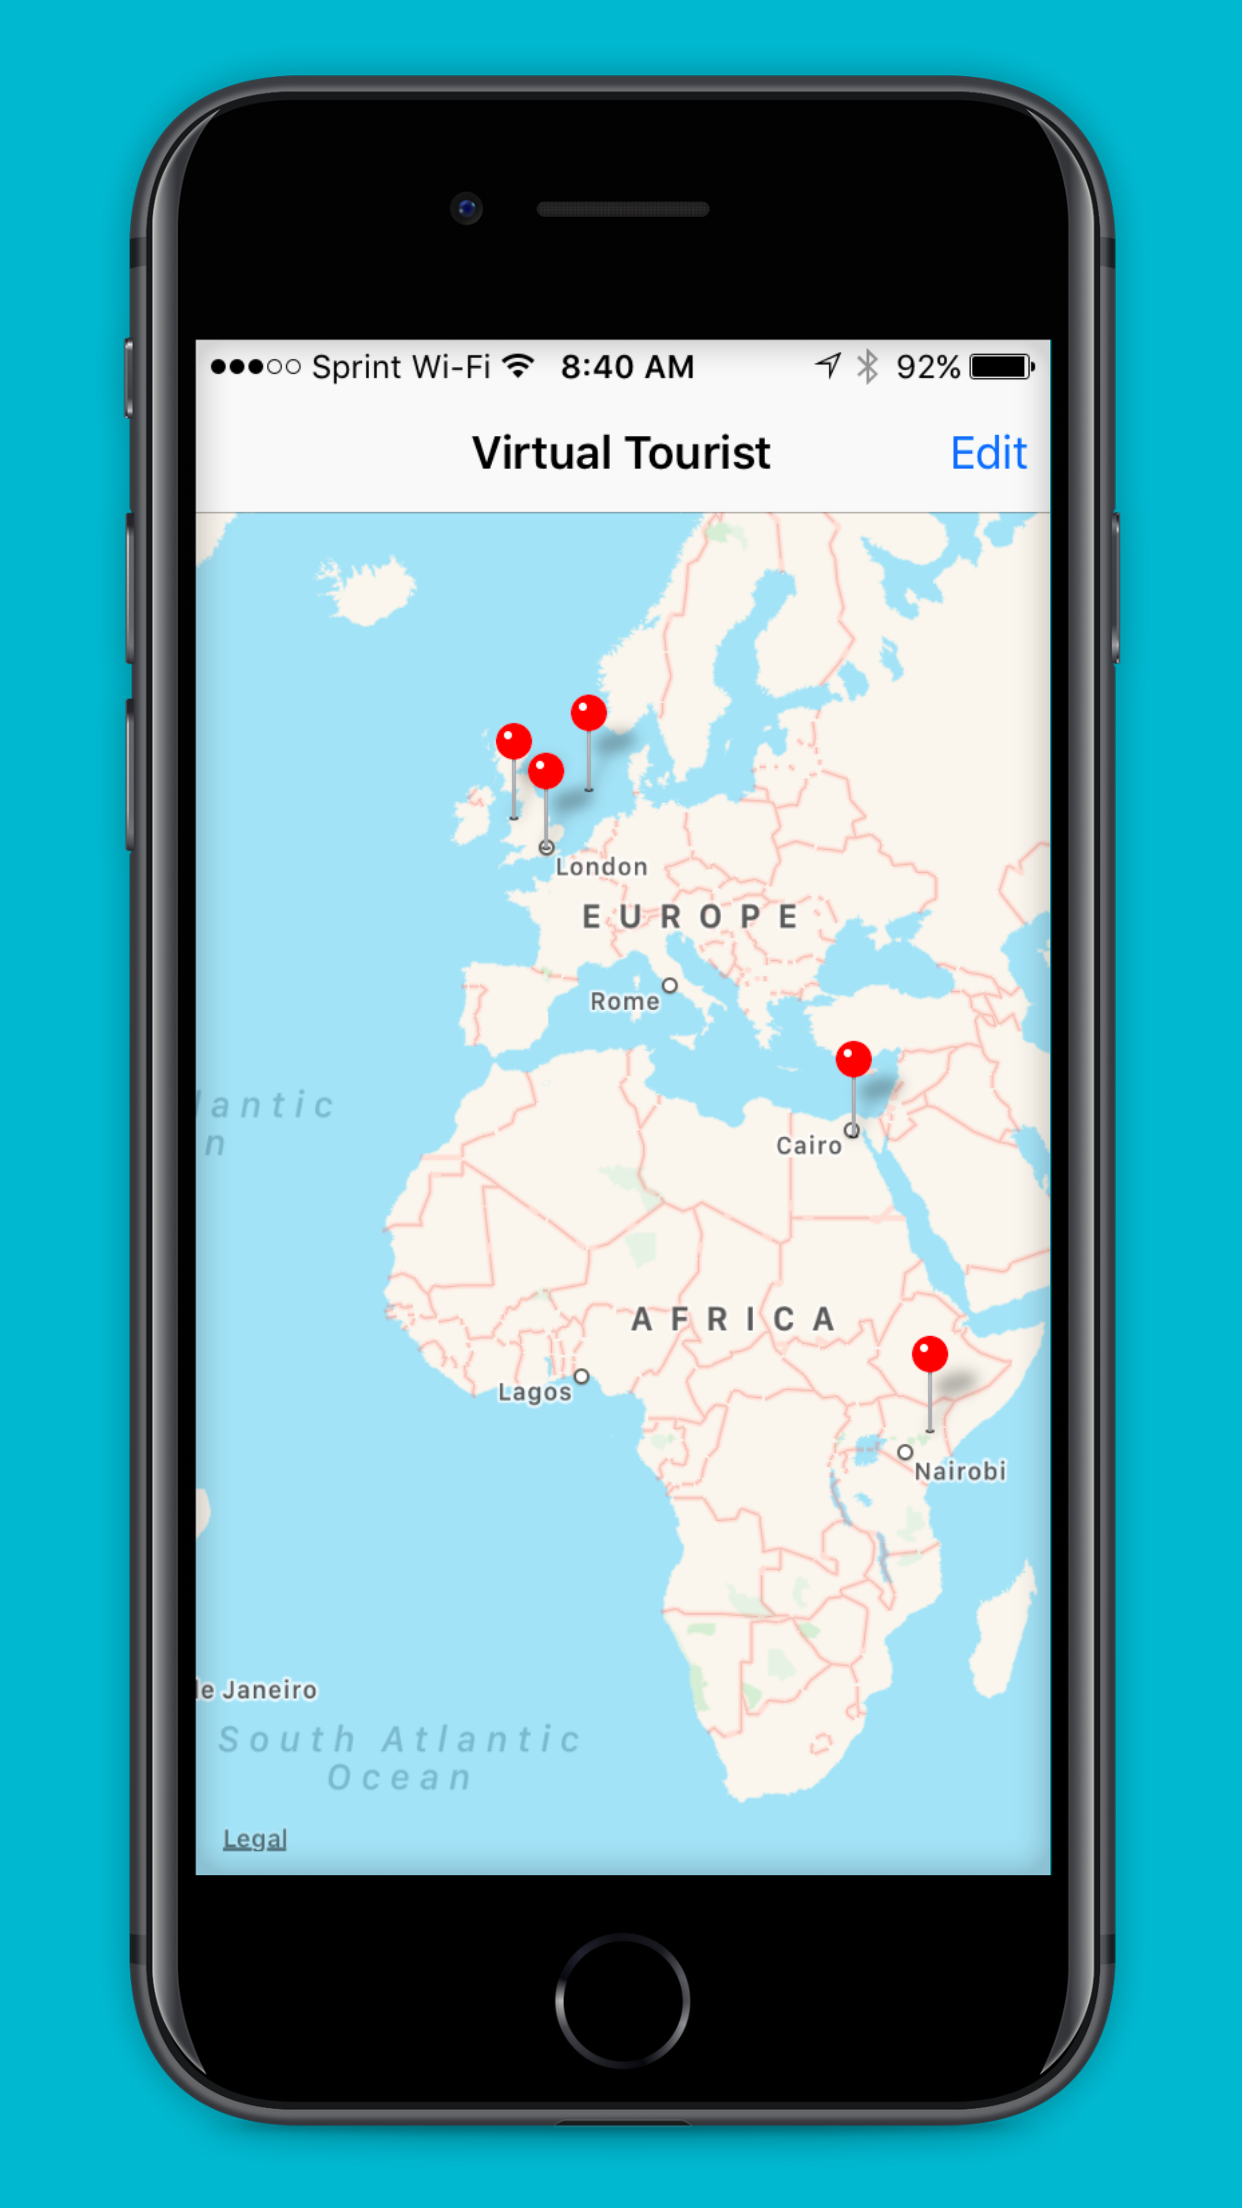 Sprint Wi-Fi 8:40 AM 92%
Virtual Tourist Edit
London
EUROPE
Rome
lantic
n
Cairo
AFRICA
Lagos
Nairobi
le Janeiro
South Atlantic
Ocean
Legal